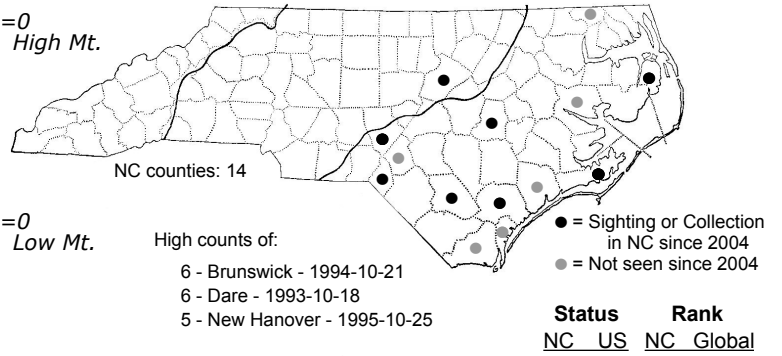 =0
High Mt.
NC counties: 14
=0
Low Mt.
High counts of:
6 - Brunswick - 1994-10-21
6 - Dare - 1993-10-18
5 - New Hanover - 1995-10-25
= Sighting or Collection
in NC since 2004
= Not seen since 2004
Status Rank
NC US NC Global